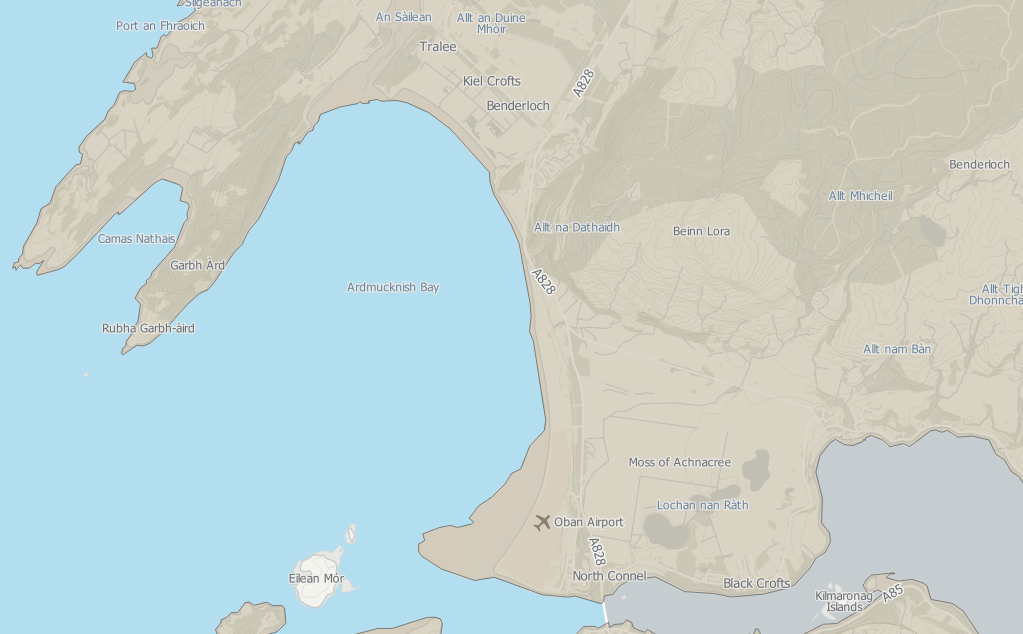 Sligeanach
Port an Fhraoich
An Sàilean
Allt an Duine
Mhòir
Tralee
Kiel Crofts
A828
Benderloch
Benderloch
Allt Mhicheil
Camas Nathais
Allt na Dathaidh
Beinn Lora
Garbh Àrd
A828
Ardmucknish Bay
Allt Tigh
Dhonncha
Rubha Garbh-àird
Allt nam Bàn
Moss of Achnacree
Lochan nan Ràth
Oban Airport
A828
Eilean Mór
North Connel
Black Crofts
Kilmaronag
Islands
A85